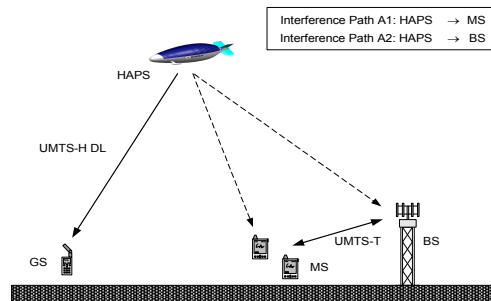 Interference Path A1: HAPS → MS
Interference Path A2: HAPS → BS
HAPS
UMTS-H DL
UMTS-T
BS
GS
MS